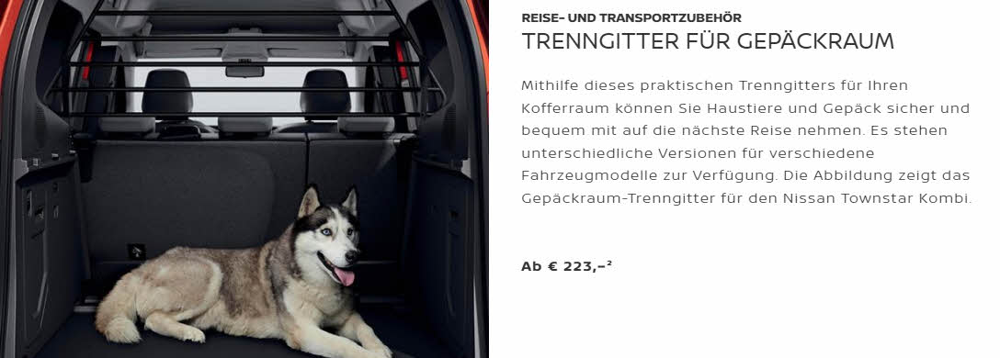 REISE- UND TRANSPORTZUBEHÖR
TRENNGITTER FÜR GEPÄCKRAUM
Mithilfe dieses praktischen Trenngitters für Ihren
Kofferraum können Sie Haustiere und Gepäck sicher und
bequem mit auf die nächste Reise nehmen. Es stehen
unterschiedliche Versionen für verschiedene
Fahrzeugmodelle zur Verfügung. Die Abbildung zeigt das
Gepäckraum-Trenngitter für den Nissan Townstar Kombi.
Ab € 223,–²